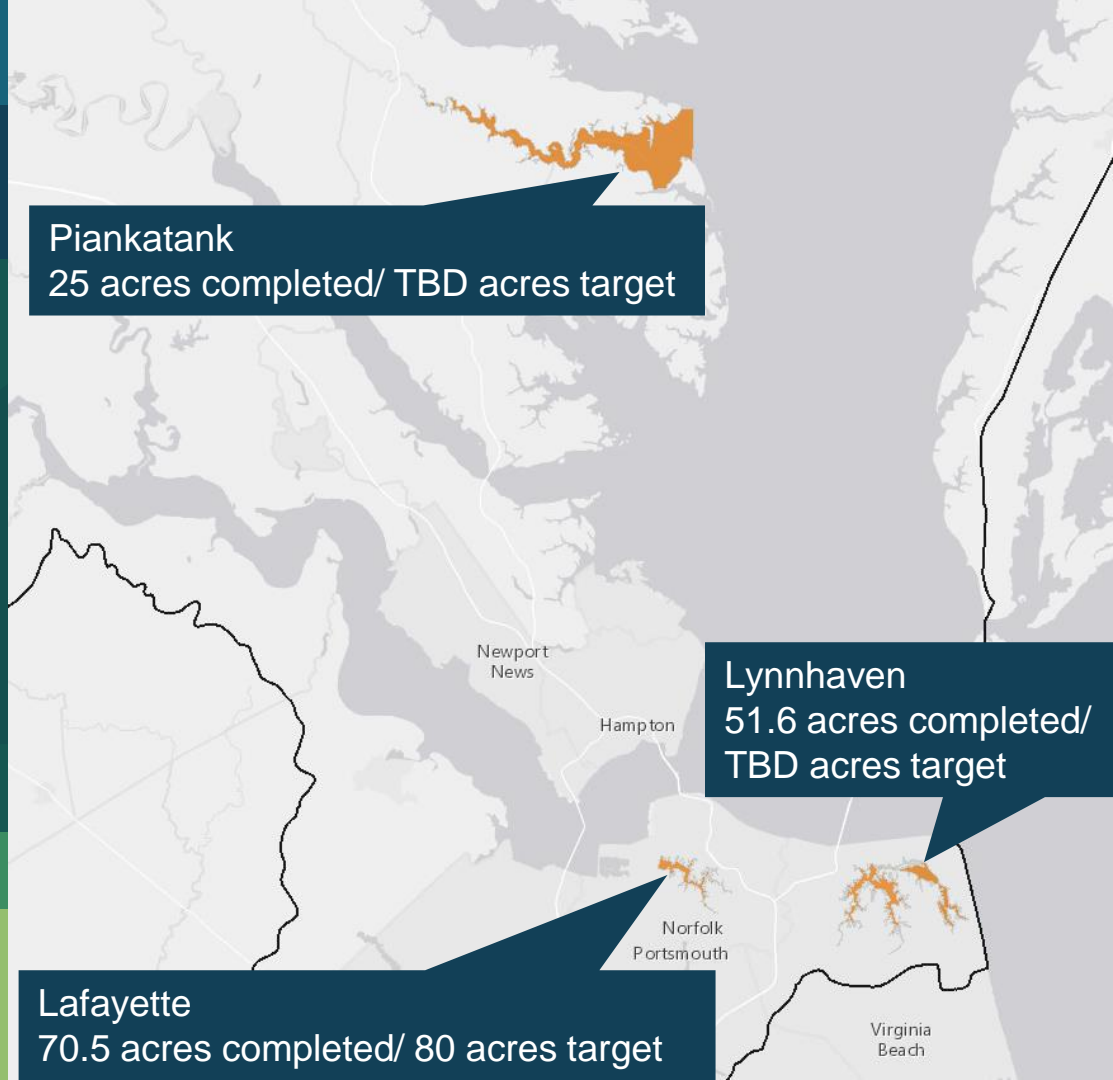 Piankatank
25 acres completed/ TBD acres target
Newport
News
Hampton
Lynnhaven
51.6 acres completed/
TBD acres target
Norfolk
Portsmouth
Lafayette
70.5 acres completed/ 80 acres target
Virginia
Beach